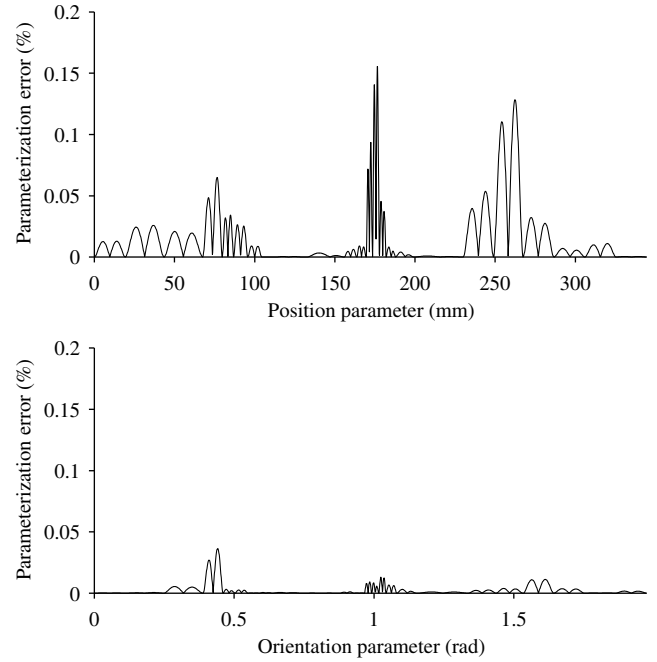 Parameterization error (%)
0.2
0.15
0.1
0.05
0
0 50 100 150 200 250 300
Position parameter (mm)
Parameterization error (%)
0.2
0.15
0.1
0.05
0
0 0.5 1 1.5
Orientation parameter (rad)